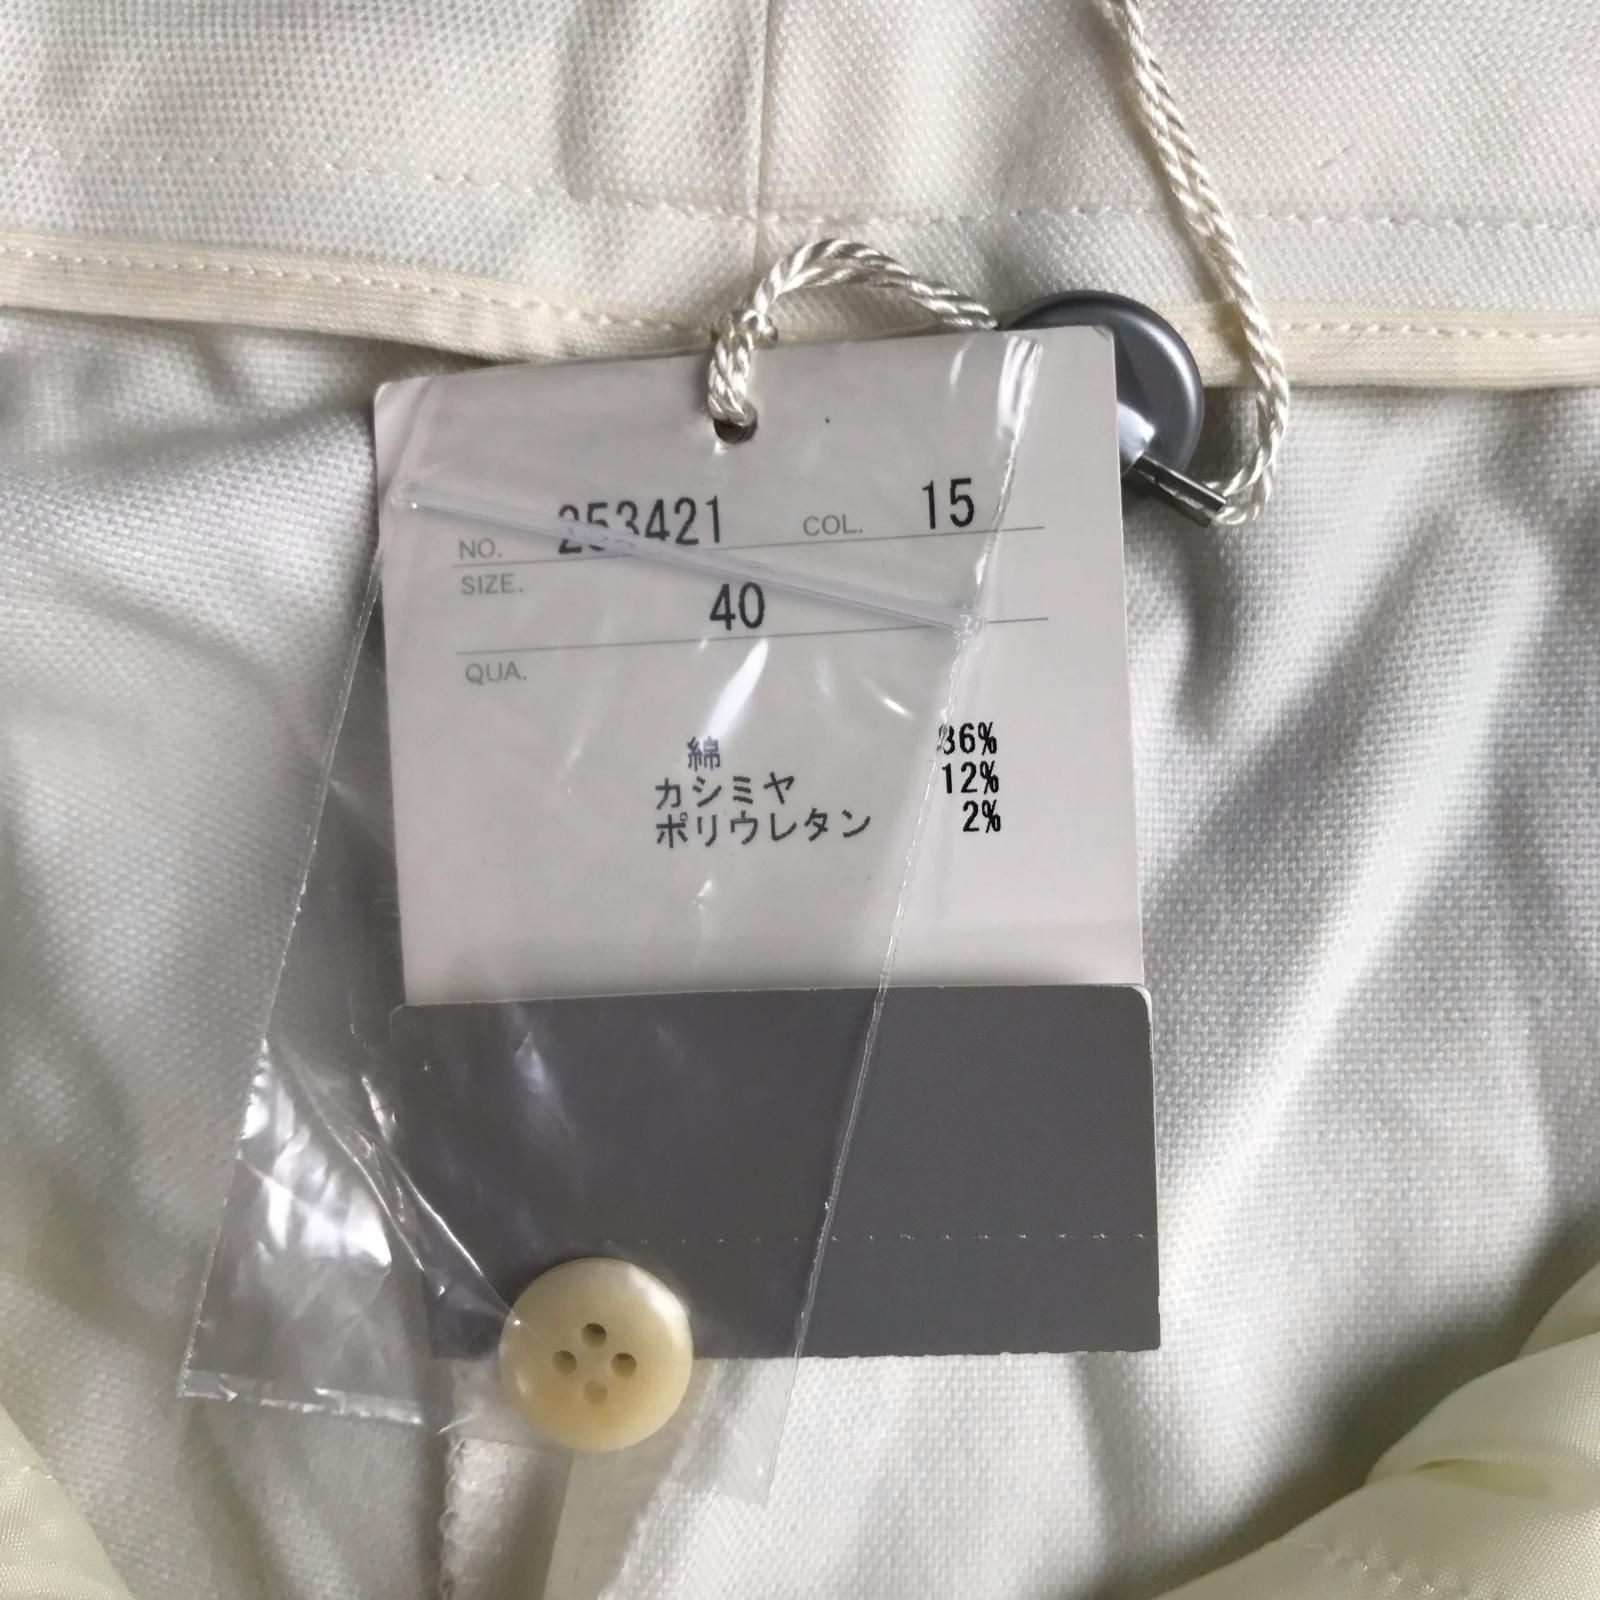 NO. 253421 COL. 15
SIZE. 40
QUA.
綿 86%
カシミヤ 12%
ポリウレタン 2%